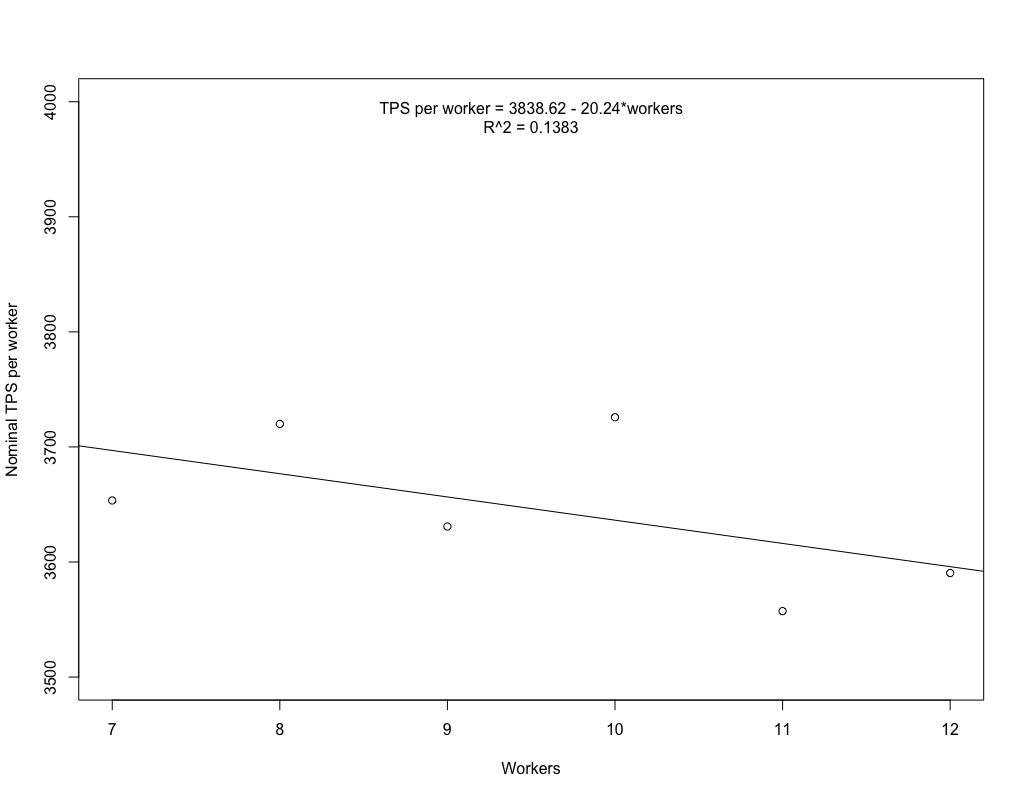 TPS per worker = 3838.62 - 20.24*workers
R^2 = 0.1383
Nominal TPS per worker
4000
3900
3800
3700
3600
3500
7 8 9 10 11 12
Workers